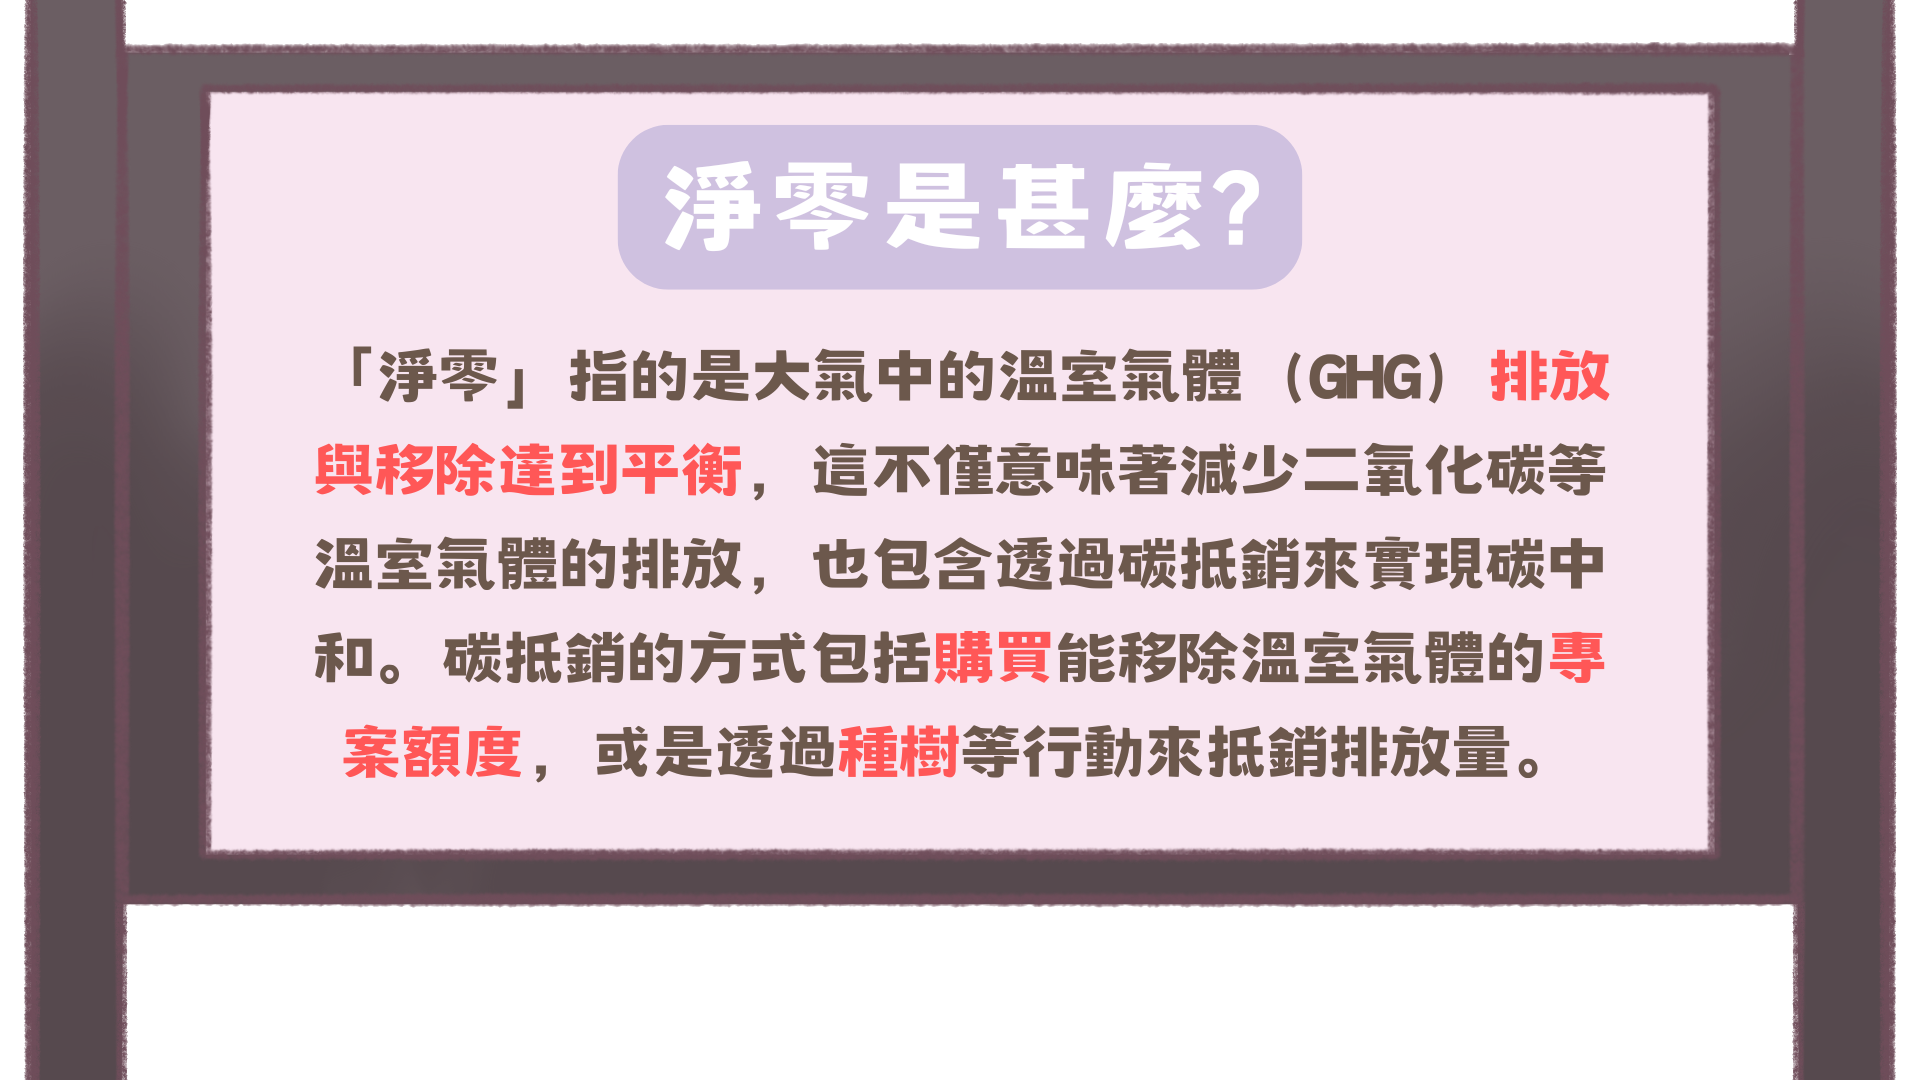 淨零是甚麼?
「淨零」指的是大氣中的溫室氣體（GHG）排放
與移除達到平衡，這不僅意味著減少二氧化碳等
溫室氣體的排放，也包含透過碳抵銷來實現碳中
和。碳抵銷的方式包括購買能移除溫室氣體的專
案額度，或是透過種樹等行動來抵銷排放量。